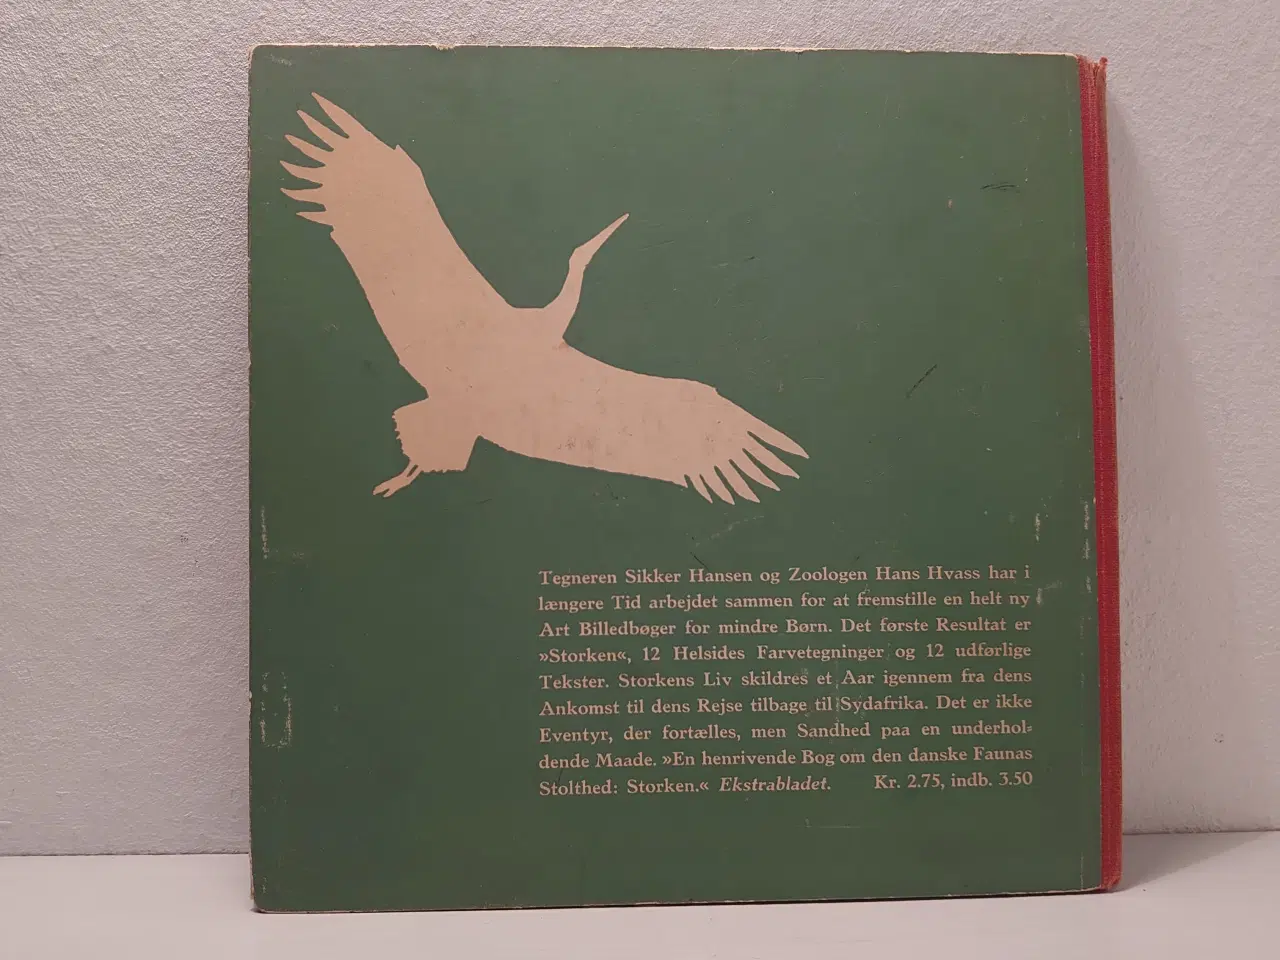 Tegneren Sikker Hansen og Zoologen Hans Hvass har i
længere Tid arbejdet sammen for at fremstille en helt ny
Art Billedbøger for mindre Børn. Det første Resultat er
»Storken«, 12 Helsides Farvetegninger og 12 udførlige
Tekster. Storkens Liv skildres et Aar igennem fra dens
Ankomst til dens Rejse tilbage til Sydafrika. Det er ikke
Eventyr, der fortælles, men Sandhed paa en underhol-
dende Maade. »En henrivende Bog om den danske Faunas
Stolthed: Storken.« Ekstrabladet. Kr. 2.75, indb. 3.50